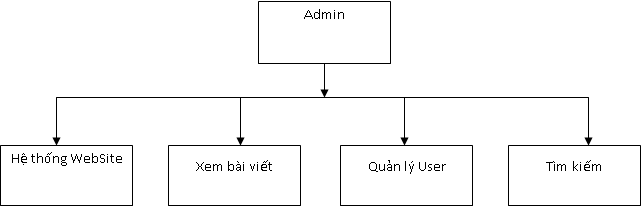 Admin
Hệ thống WebSite
Xem bài viết
Quản lý User
Tìm kiếm